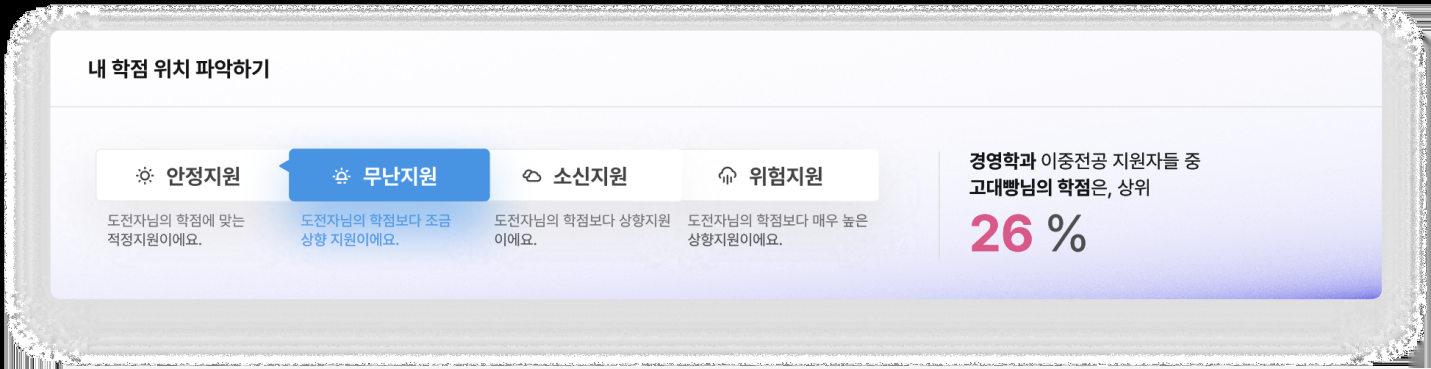 내 학점 위치 파악하기
안정지원
무난지원
소신지원
위험지원
도전자님의 학점에 맞는
적정지원이에요.
도전자님의 학점보다 조금
상향 지원이에요.
도전자님의 학점보다 상향지원
이에요.
도전자님의 학점보다 매우 높은
상향지원이에요.
경영학과 이중전공 지원자들 중
고대빵님의 학점은, 상위
26 %